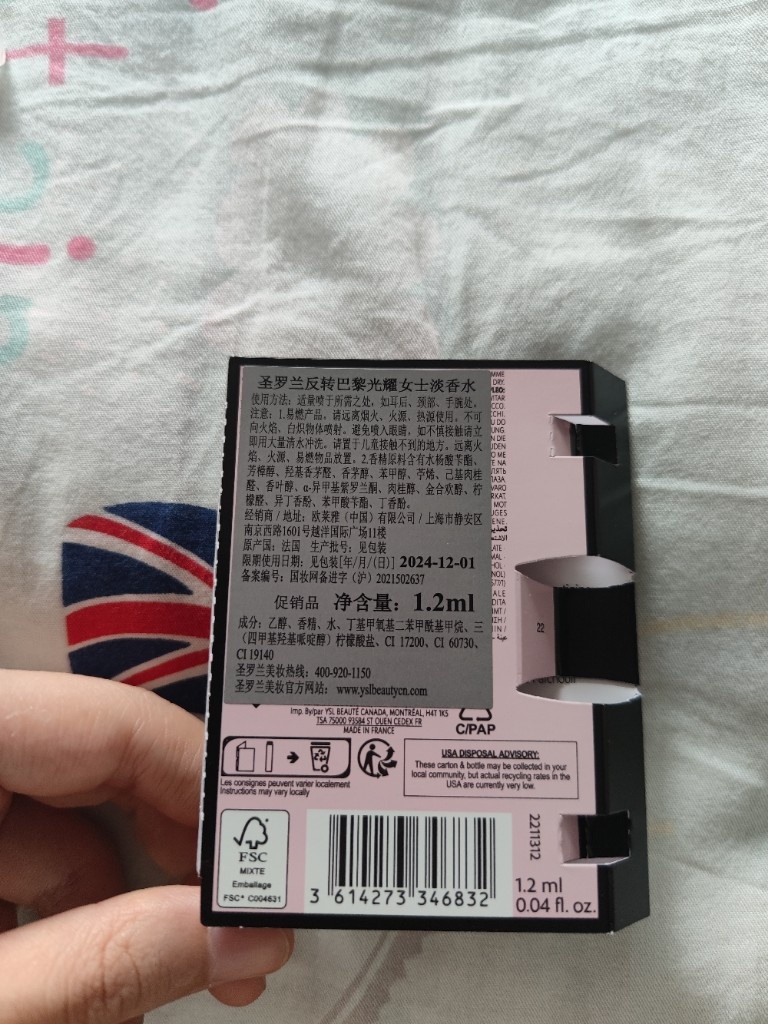 圣罗兰反转巴黎光耀女士淡香水
使用方法：适量喷于所需之处，如耳后、颈部、手腕处。
注意：1.易燃产品，请远离烟火、火源，热源使用。不可
向火焰、白炽物体喷射。避免喷入眼睛，如不慎接触请立
即用大量清水冲洗。请置于儿童接触不到的地方。远离火
焰、火源、易燃物品放置。2.香精原料含有水杨酸苄酯、
芳樟醇、羟基香茅醛、香茅醇、苯甲醇、苧烯、己基肉桂
醛、香叶醇、α-异甲基紫罗兰酮、肉桂醇、金合欢醇、柠
檬醛、异丁香酚、苯甲酸苄酯、丁香酚。
经销商/地址：欧莱雅（中国）有限公司/上海市静安区
南京西路1601号越洋国际广场11楼
原产国：法国 生产批号：见包装
限期使用日期：见包装[年/月/(日)] 2024-12-01
备案编号：国妆网备进字（沪）2021502637
促销品 净含量：1.2ml
成分：乙醇、香精、水、丁基甲氧基二苯甲酰基甲烷、三
（四甲基羟基哌啶醇）柠檬酸盐、CI 17200、CI 60730、
CI 19140
圣罗兰美妆热线：400-920-1150
圣罗兰美妆官方网站：www.yslbeautycn.com
22
Imp. By/par YSL BEAUTÉ CANADA, MONTRÉAL, H4T 1K5
TSA 75000 93584 ST OUEN CEDEX FR
MADE IN FRANCE
C/PAP
Les consignes peuvent varier localement
Instructions may vary locally
USA DISPOSAL ADVISORY:
These carton & bottle may be collected in your
local community, but actual recycling rates in the
USA are currently very low.
FSC
MIXTE
Emballage
FSC® C004631
3 614273 346832
2211312
1.2 ml
0.04 fl. oz.